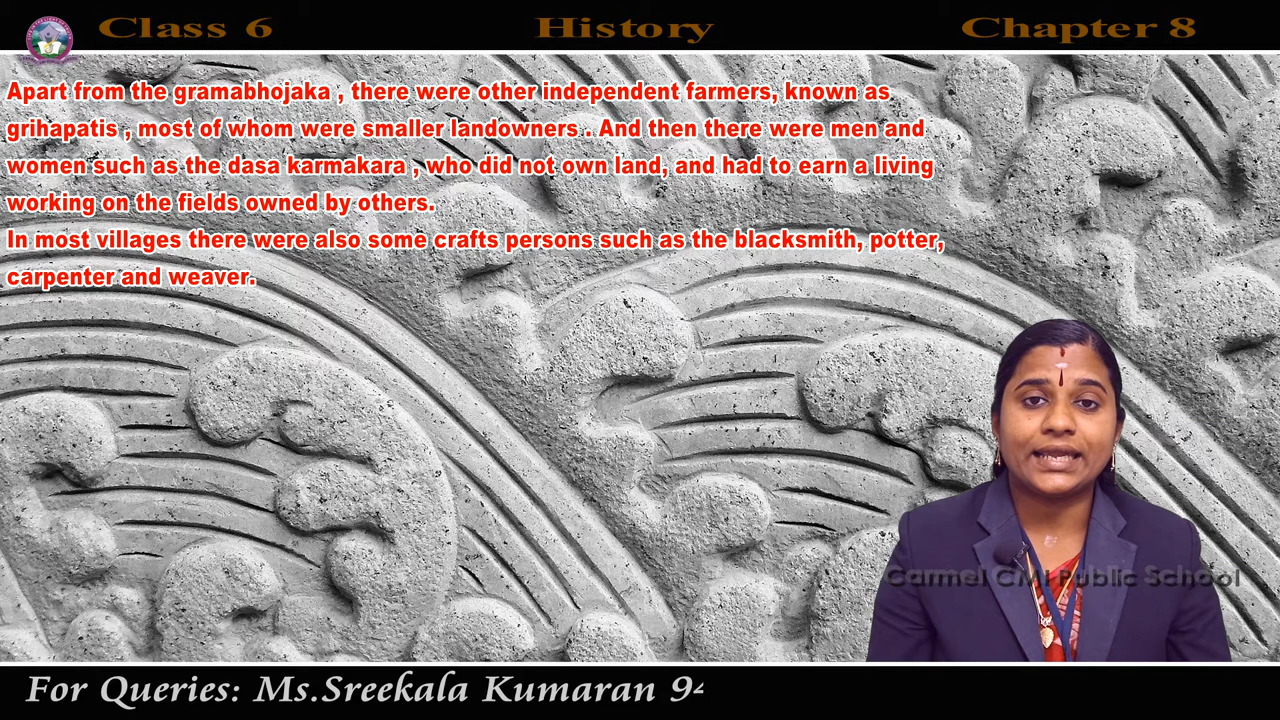 Class 6 History Chapter 8
Apart from the gramabhojaka , there were other independent farmers, known as
grihapatis , most of whom were smaller landowners . And then there were men and
women such as the dasa karmakara , who did not own land, and had to earn a living
working on the fields owned by others.
In most villages there were also some crafts persons such as the blacksmith, potter,
carpenter and weaver.
Carmel CMI Public School
For Queries: Ms.Sreekala Kumaran 9